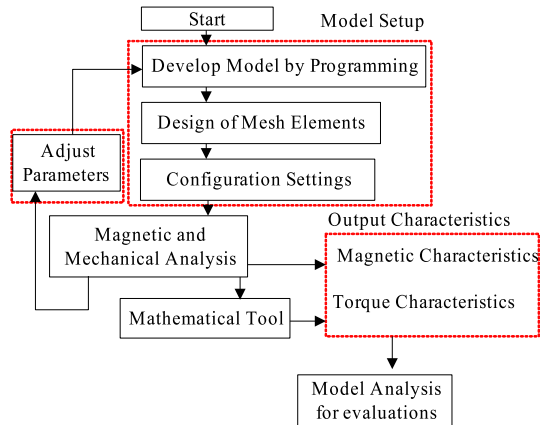 Start
Model Setup
Develop Model by Programming
Design of Mesh Elements
Adjust
Parameters
Configuration Settings
Magnetic and
Mechanical Analysis
Output Characteristics
Magnetic Characteristics
Torque Characteristics
Mathematical Tool
Model Analysis
for evaluations